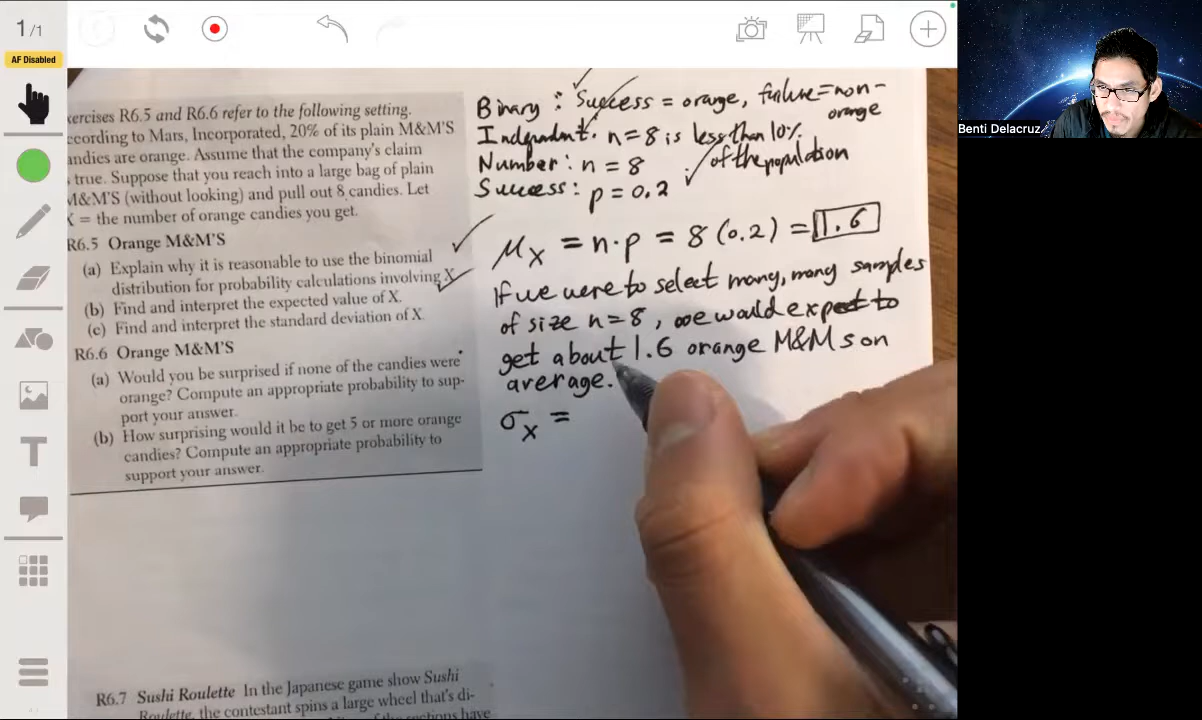 1/1
AF Disabled
T
xercises R6.5 and R6.6 refer to the following setting.
ccording to Mars, Incorporated, 20% of its plain M&M'S
andies are orange. Assume that the company's claim
true. Suppose that you reach into a large bag of plain
M&M'S (without looking) and pull out 8 candies. Let
X = the number of orange candies you get.
R6.5 Orange M&M'S
(a) Explain why it is reasonable to use the binomial
distribution for probability calculations involving X.
(b) Find and interpret the expected value of X.
(c) Find and interpret the standard deviation of X.
R6.6 Orange M&M'S
(a) Would you be surprised if none of the candies were
orange? Compute an appropriate probability to sup-
port your answer.
(b) How surprising would it be to get 5 or more orange
candies? Compute an appropriate probability to
support your answer.
R6.7 Sushi Roulette In the Japanese game show Sushi
Roulette, the contestant spins a large wheel that's di-
Binary : Success = orange, failure = non-
orange
Independent. n = 8 is less than 10%
of the population
Number : n = 8
Success : p = 0.2
μX = n·p = 8 (0.2) = 1.6
If we were to select many, many samples
of size n = 8, we would expect to
get about 1.6 orange M&Ms on
average.
σX =
Benti Delacruz